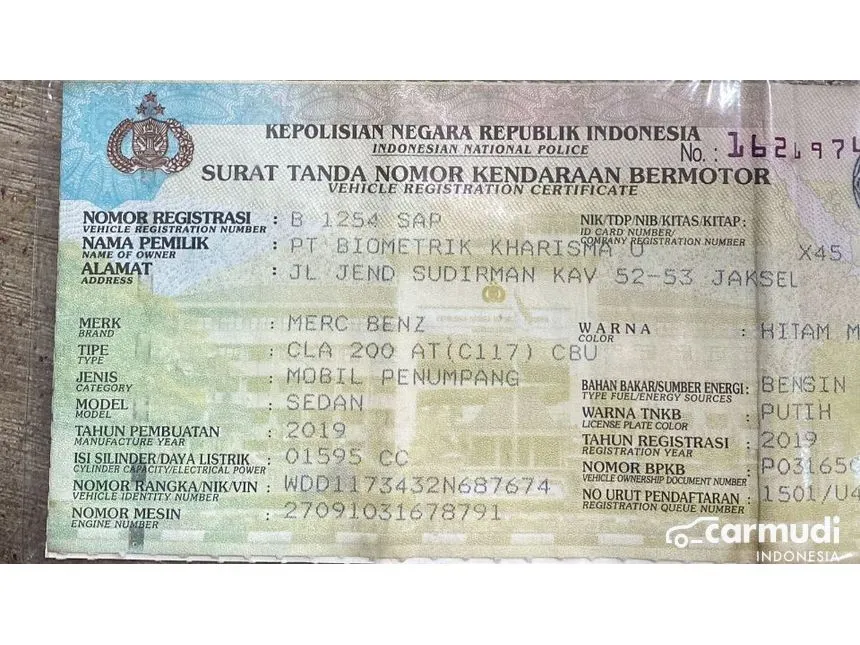 KEPOLISIAN NEGARA REPUBLIK INDONESIA
INDONESIAN NATIONAL POLICE
No. :
SURAT TANDA NOMOR KENDARAAN BERMOTOR
VEHICLE REGISTRATION CERTIFICATE
NOMOR REGISTRASI : B 1254 SAP
VEHICLE REGISTRATION NUMBER
NIK/TDP/NIB/KITAS/KITAP :
ID CARD NUMBER/
COMPANY REGISTRATION NUMBER
NAMA PEMILIK : PT BIOMETRIK KHARISMA U X45
NAME OF OWNER
ALAMAT : JL JEND SUDIRMAN KAV 52-53 JAKSEL
ADDRESS
MERK : MERC BENZ
BRAND
WARNA : HITAM M
COLOR
TIPE : CLA 200 AT(C117) CBU
TYPE
JENIS : MOBIL PENUMPANG
CATEGORY
BAHAN BAKAR/SUMBER ENERGI : BENSIN
TYPE FUEL/ENERGY SOURCES
MODEL : SEDAN
MODEL
WARNA TNKB : PUTIH
LICENSE PLATE COLOR
TAHUN PEMBUATAN : 2019
MANUFACTURE YEAR
TAHUN REGISTRASI : 2019
REGISTRATION YEAR
ISI SILINDER/DAYA LISTRIK : 01595 CC
CYLINDER CAPACITY/ELECTRICAL POWER
NOMOR BPKB :
VEHICLE OWNERSHIP DOCUMENT NUMBER
NOMOR RANGKA/NIK/VIN : WDD1173432N687674
VEHICLE IDENTITY NUMBER
NO URUT PENDAFTARAN : 1501/U4
REGISTRATION QUEUE NUMBER
NOMOR MESIN : 27091031678791
ENGINE NUMBER
carmudi
INDONESIA